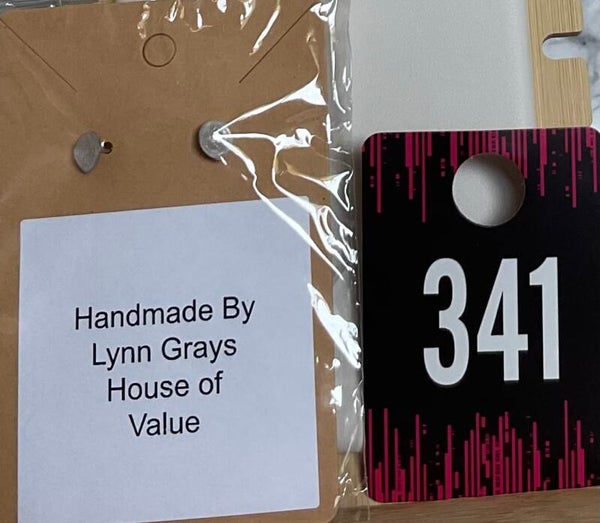 Handmade By
Lynn Grays
House of
Value
341